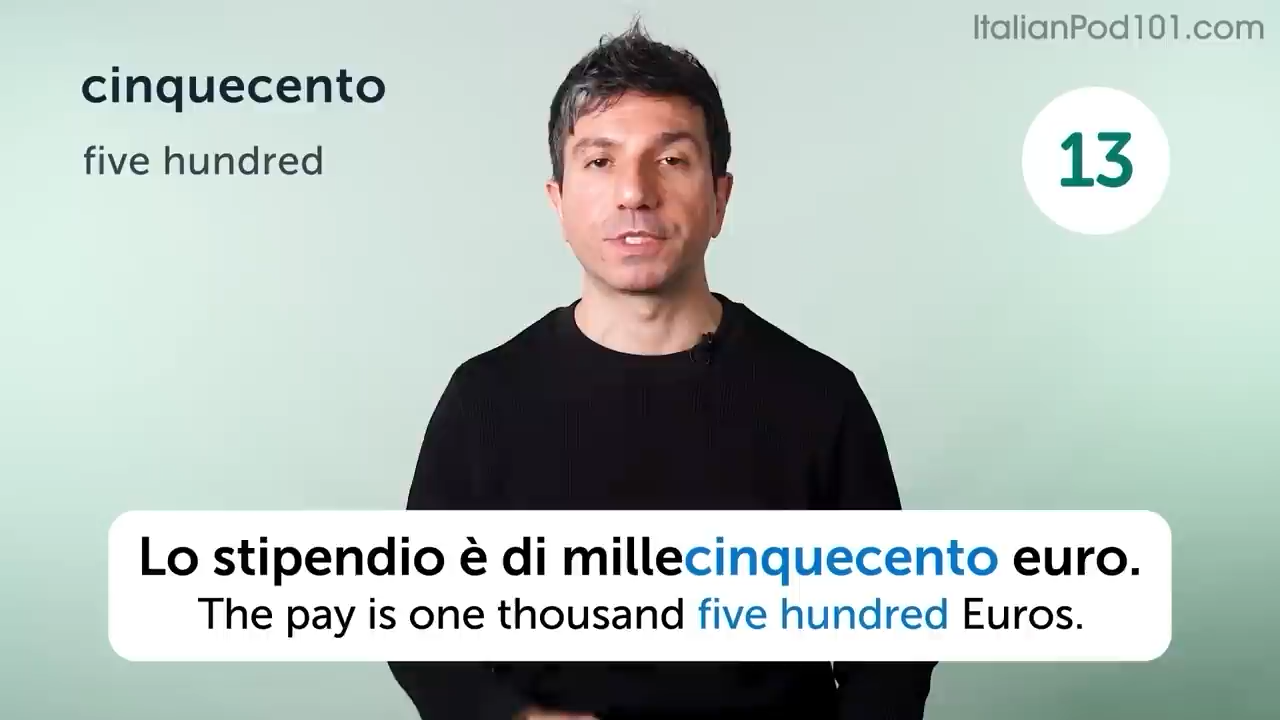 ItalianPod101.com
cinquecento
five hundred
13
Lo stipendio è di millecinquecento euro.
The pay is one thousand five hundred Euros.